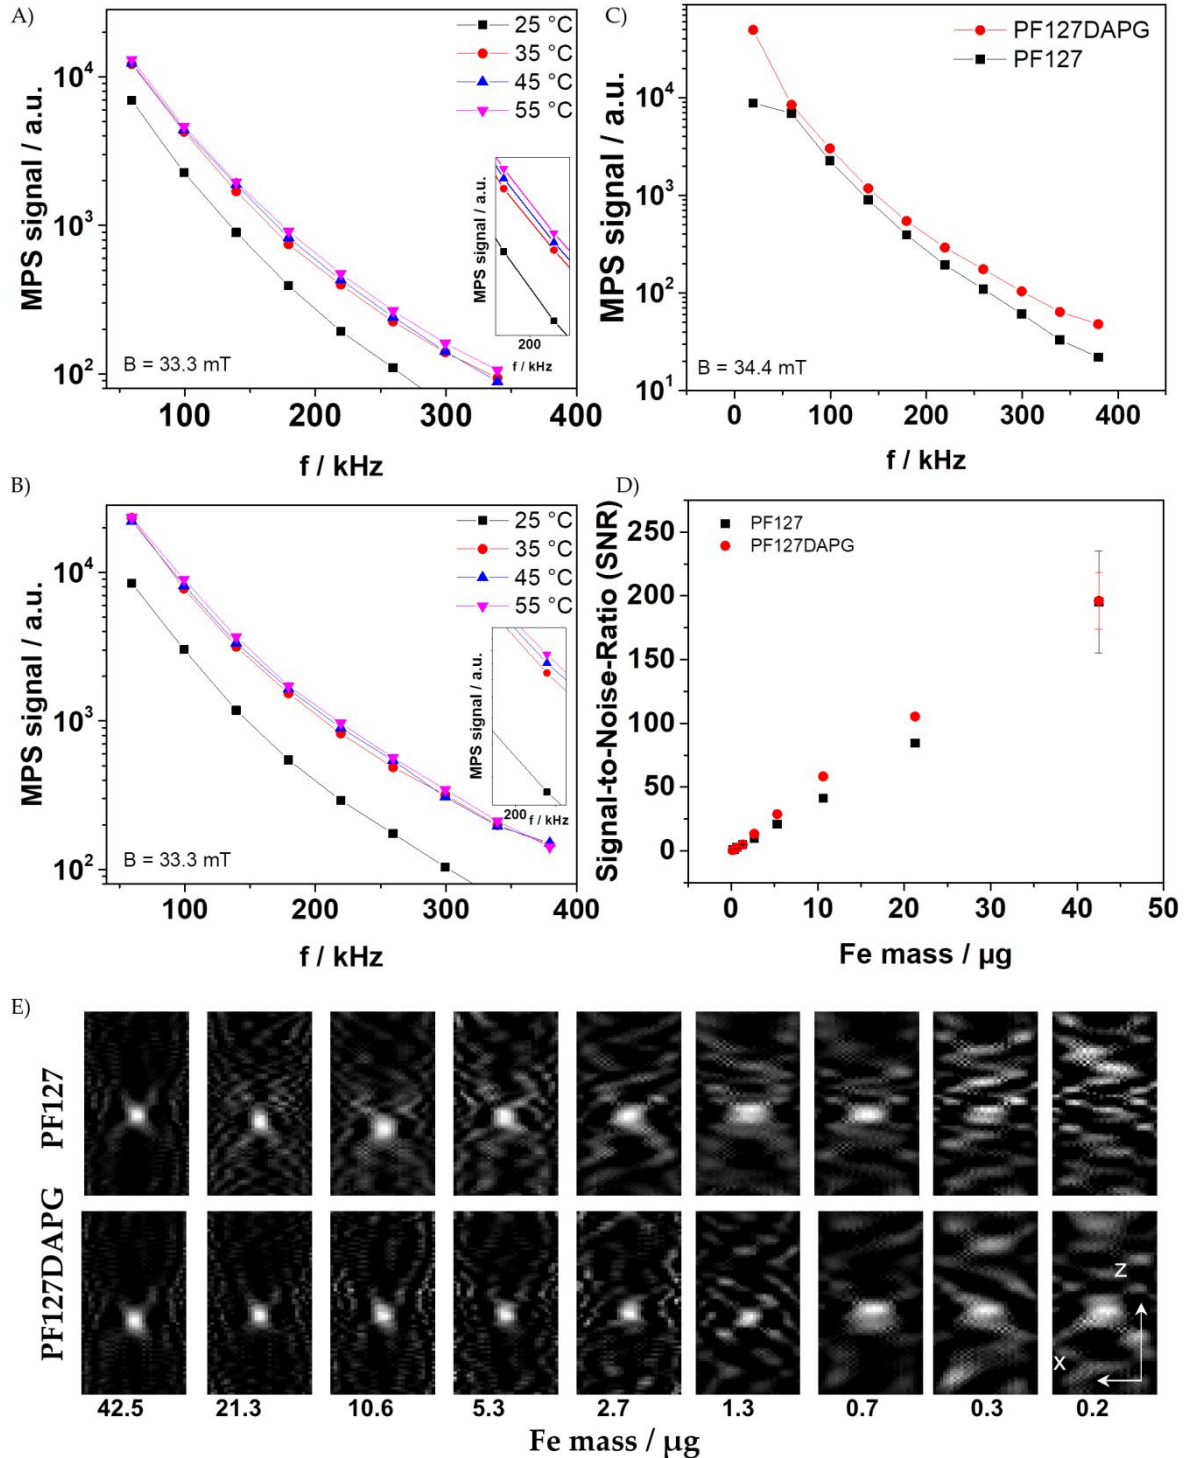 A)
MPS signal / a.u.
10⁴
10³
10²
25 °C
35 °C
45 °C
55 °C
MPS signal / a.u.
200
f / kHz
B = 33.3 mT
100 200 300 400
f / kHz
C)
MPS signal / a.u.
10⁴
10³
10²
10¹
PF127DAPG
PF127
B = 34.4 mT
0 100 200 300 400
f / kHz
B)
MPS signal / a.u.
10⁴
10³
10²
25 °C
35 °C
45 °C
55 °C
MPS signal / a.u.
200 f / kHz
B = 33.3 mT
100 200 300 400
f / kHz
D)
Signal-to-Noise-Ratio (SNR)
250
200
150
100
50
0
PF127
PF127DAPG
0 10 20 30 40 50
Fe mass / µg
E)
PF127
PF127DAPG
z
x
42.5 21.3 10.6 5.3 2.7 1.3 0.7 0.3 0.2
Fe mass / µg